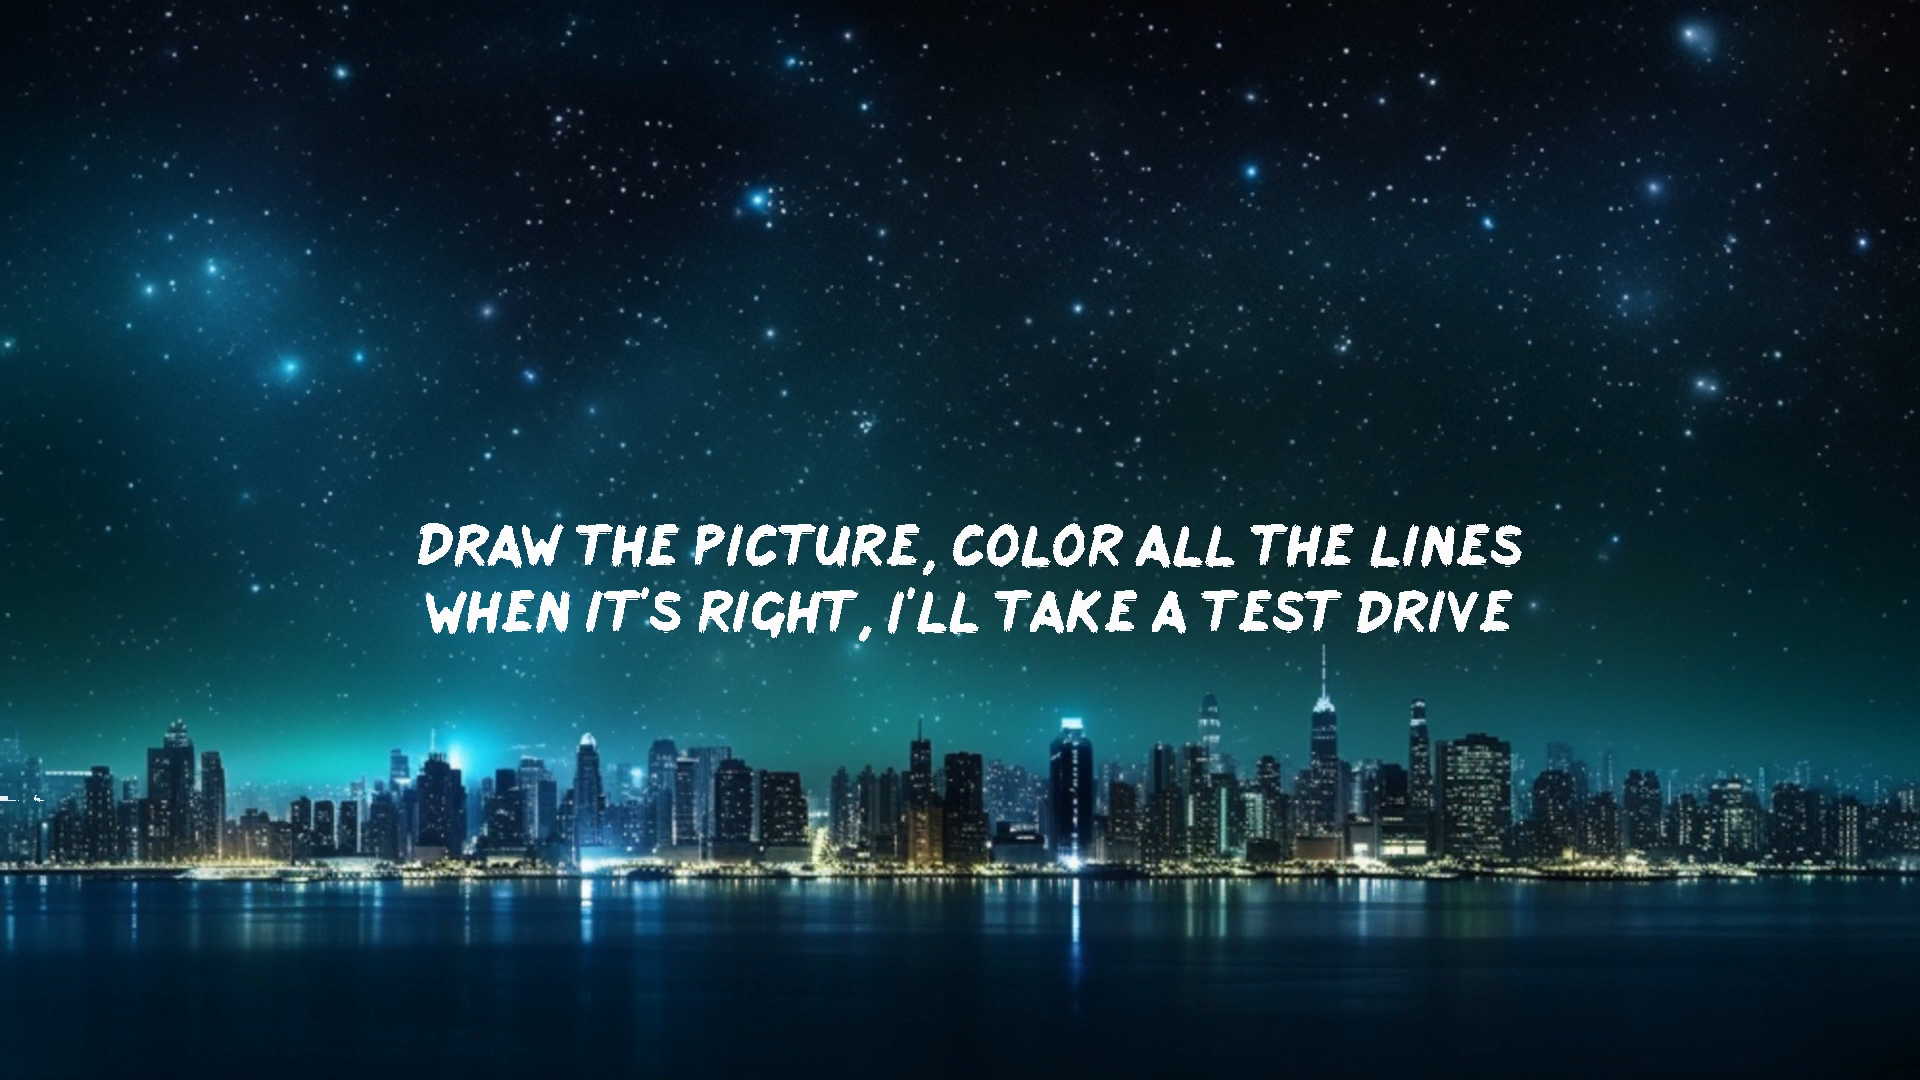 DRAW THE PICTURE, COLOR ALL THE LINES
WHEN IT'S RIGHT, I'LL TAKE A TEST DRIVE